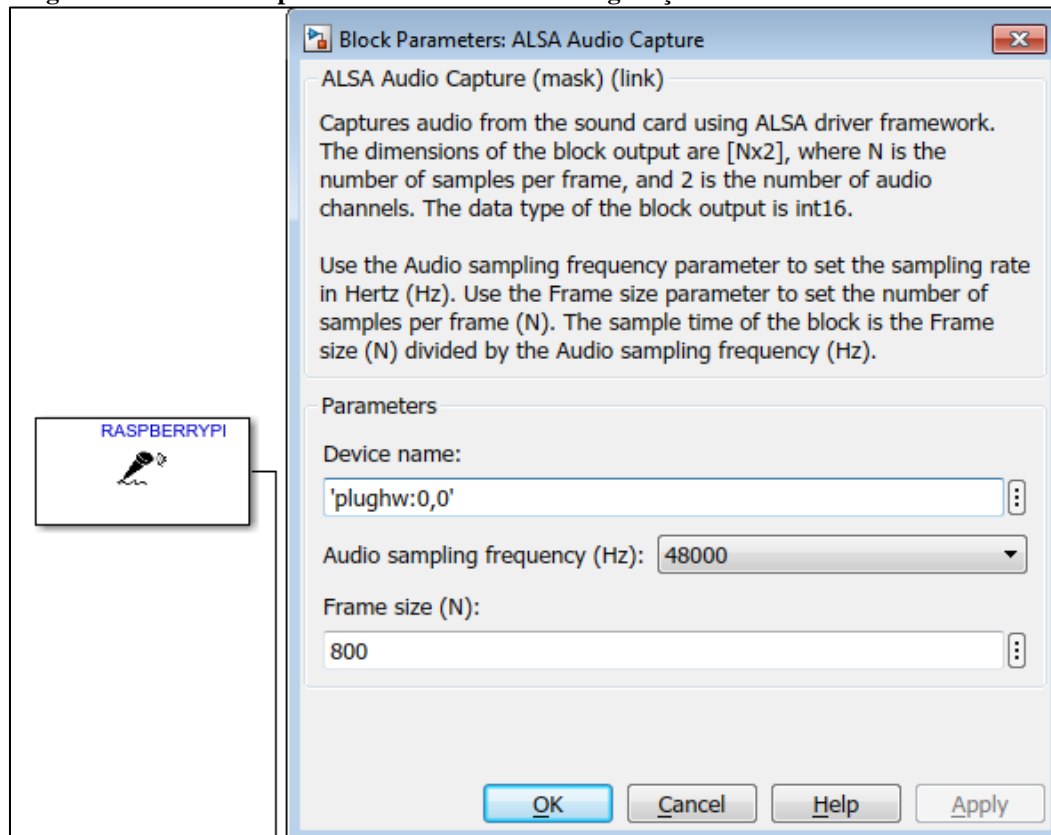 Block Parameters: ALSA Audio Capture
ALSA Audio Capture (mask) (link)
Captures audio from the sound card using ALSA driver framework.
The dimensions of the block output are [Nx2], where N is the
number of samples per frame, and 2 is the number of audio
channels. The data type of the block output is int16.
Use the Audio sampling frequency parameter to set the sampling rate
in Hertz (Hz). Use the Frame size parameter to set the number of
samples per frame (N). The sample time of the block is the Frame
size (N) divided by the Audio sampling frequency (Hz).
Parameters
RASPBERRYPI
Device name:
'plughw:0,0'
Audio sampling frequency (Hz): 48000
Frame size (N):
800
OK Cancel Help Apply